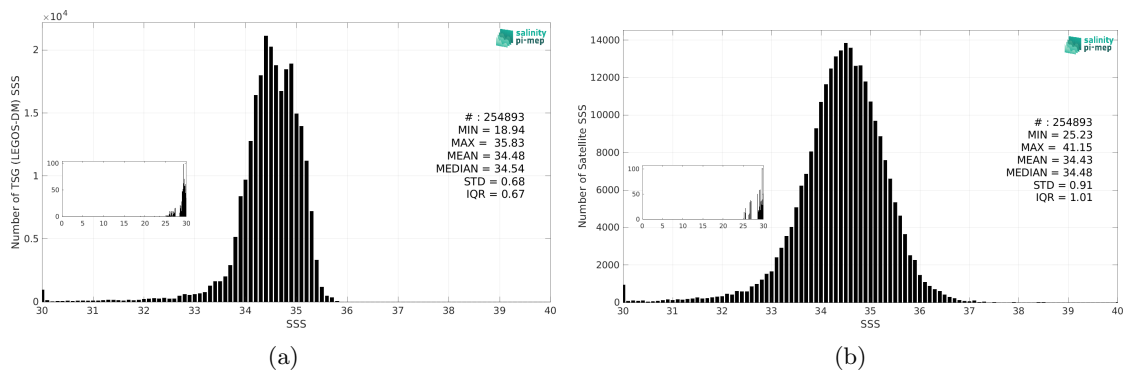 ×10⁴
salinity
pi-mep
Number of TSG (LEGOS-DM) SSS
2
1.5
1
0.5
0
# : 254893
MIN = 18.94
MAX = 35.83
MEAN = 34.48
MEDIAN = 34.54
STD = 0.68
IQR = 0.67
100
50
0
0 5 10 15 20 25 30
30 31 32 33 34 35 36 37 38 39 40
SSS
(a)
salinity
pi-mep
Number of Satellite SSS
14000
12000
10000
8000
6000
4000
2000
0
# : 254893
MIN = 25.23
MAX = 41.15
MEAN = 34.43
MEDIAN = 34.48
STD = 0.91
IQR = 1.01
100
50
0
0 5 10 15 20 25 30
30 31 32 33 34 35 36 37 38 39 40
SSS
(b)